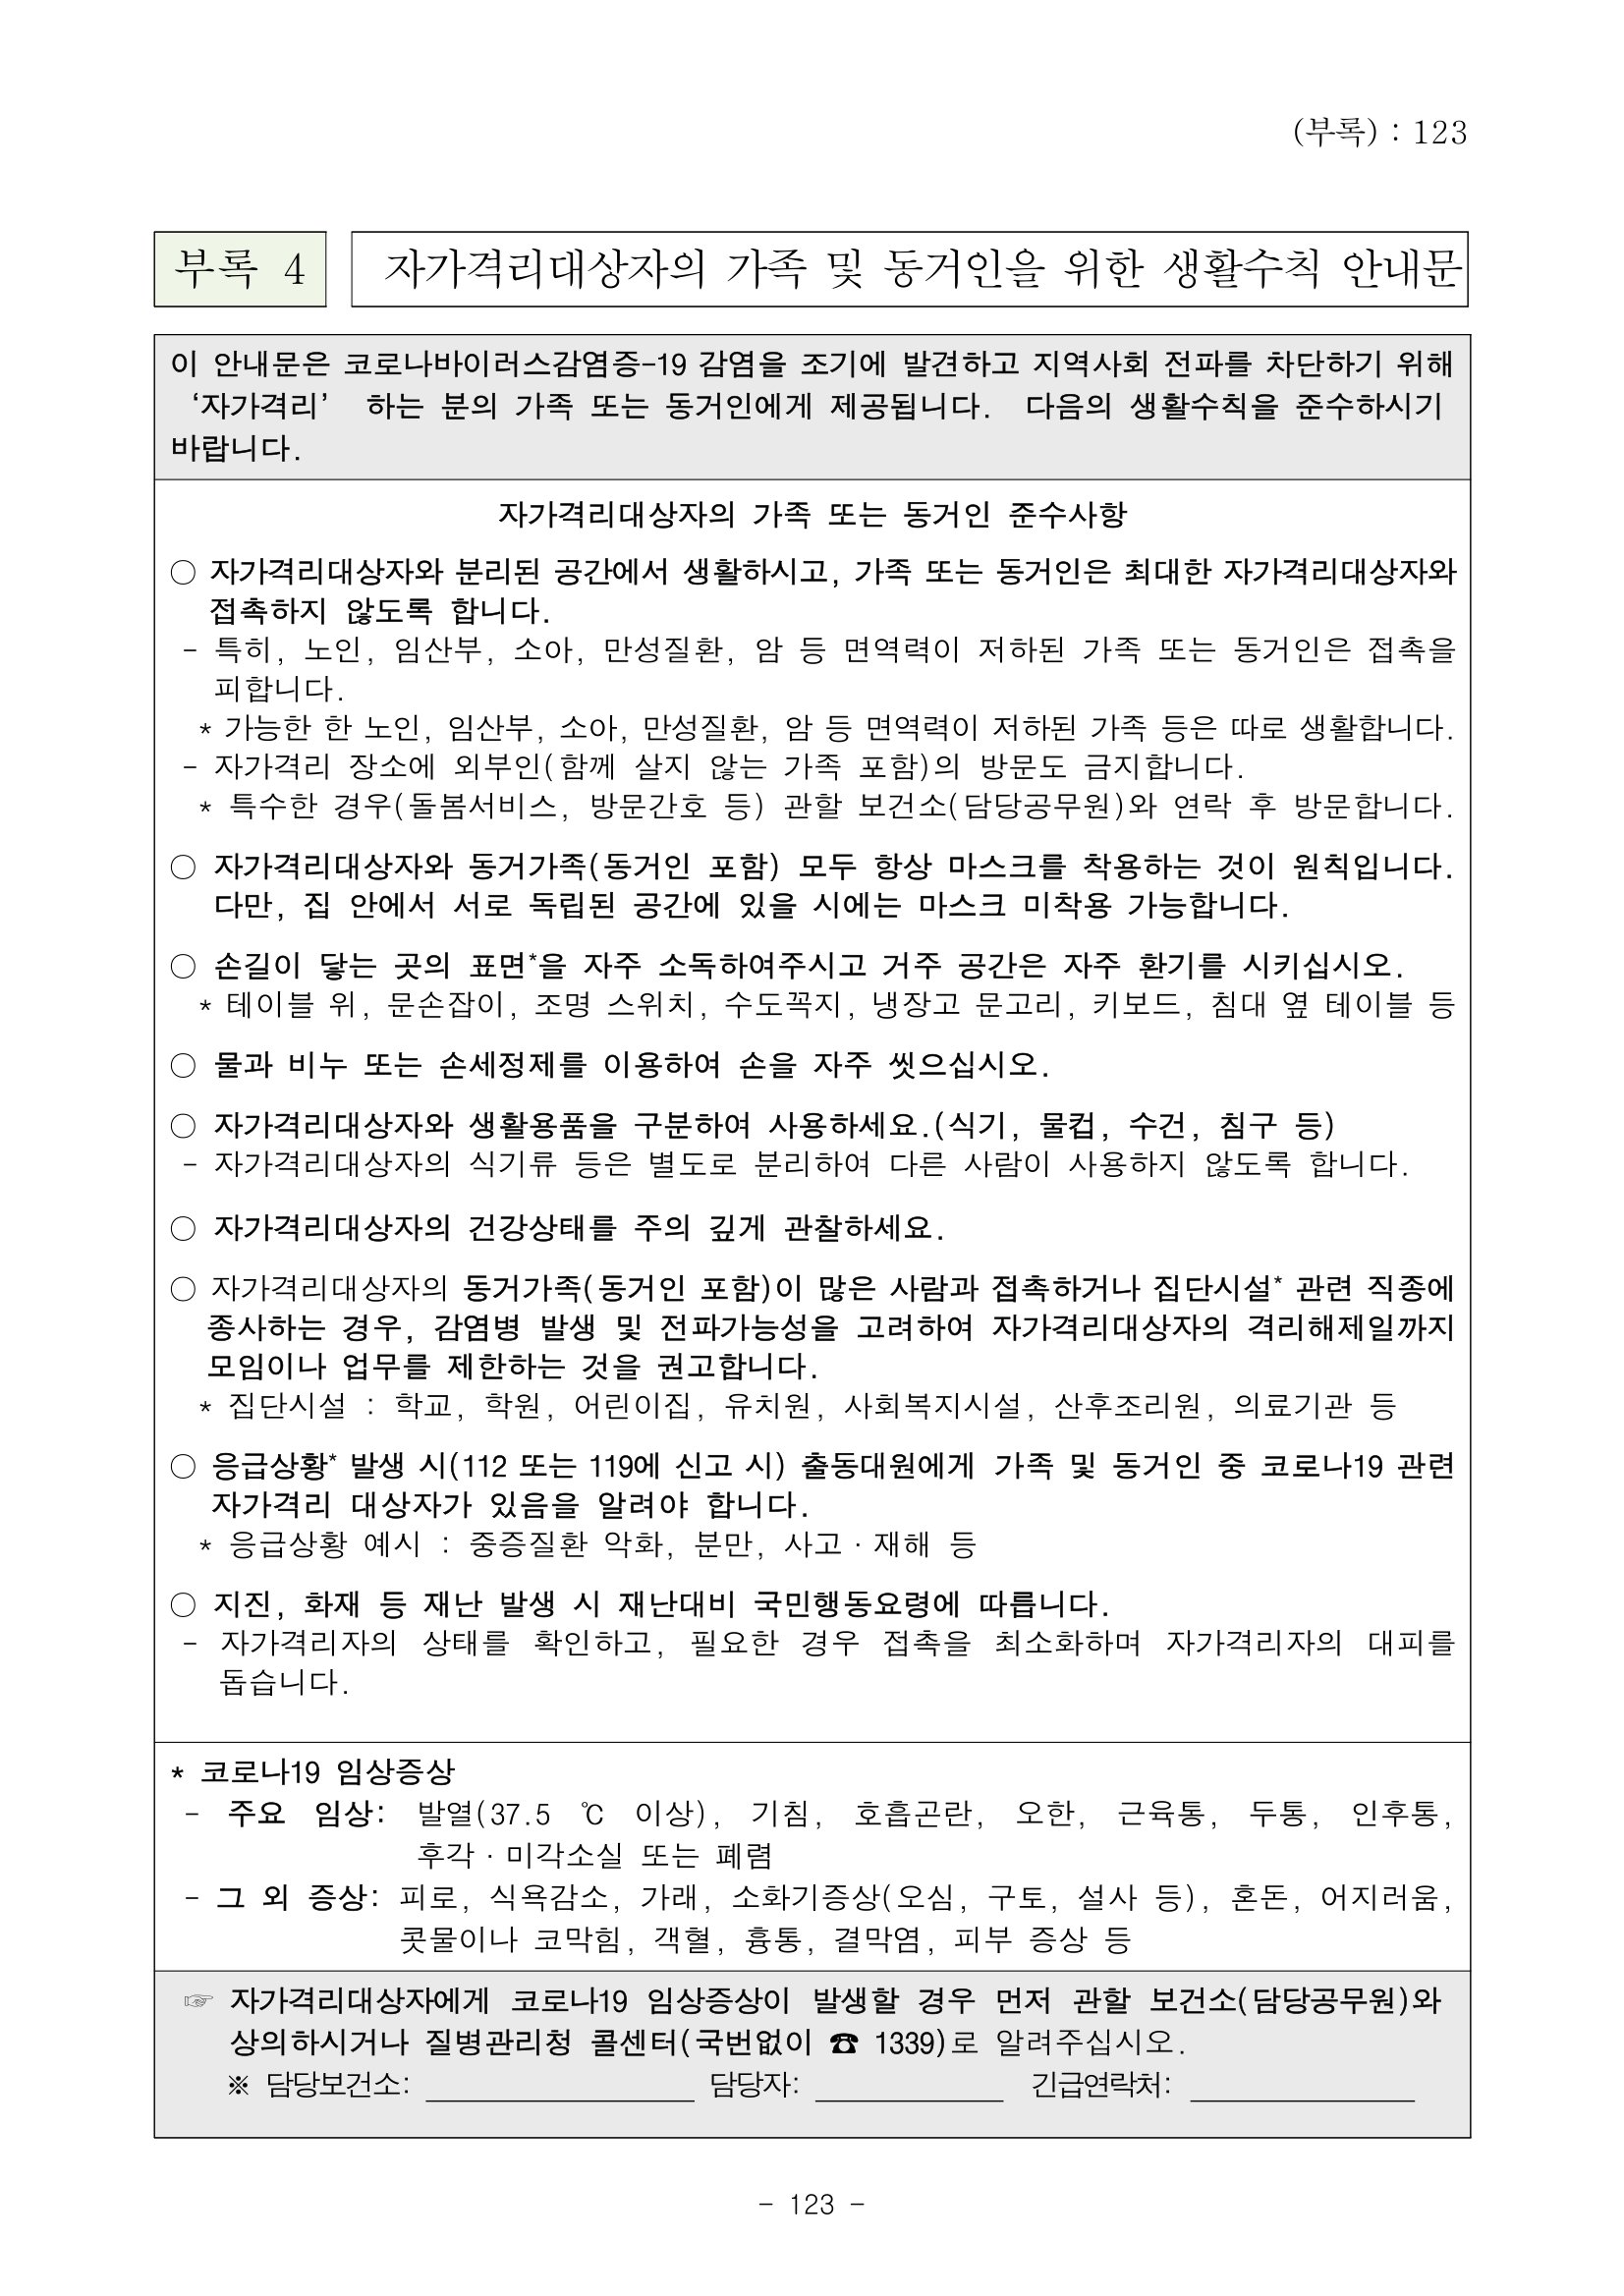 (부록) : 123
부록 4
자가격리대상자의 가족 및 동거인을 위한 생활수칙 안내문
이 안내문은 코로나바이러스감염증-19 감염을 조기에 발견하고 지역사회 전파를 차단하기 위해
‘자가격리’ 하는 분의 가족 또는 동거인에게 제공됩니다. 다음의 생활수칙을 준수하시기
바랍니다.
자가격리대상자의 가족 또는 동거인 준수사항
○ 자가격리대상자와 분리된 공간에서 생활하시고, 가족 또는 동거인은 최대한 자가격리대상자와
접촉하지 않도록 합니다.
- 특히, 노인, 임산부, 소아, 만성질환, 암 등 면역력이 저하된 가족 또는 동거인은 접촉을
피합니다.
* 가능한 한 노인, 임산부, 소아, 만성질환, 암 등 면역력이 저하된 가족 등은 따로 생활합니다.
- 자가격리 장소에 외부인(함께 살지 않는 가족 포함)의 방문도 금지합니다.
* 특수한 경우(돌봄서비스, 방문간호 등) 관할 보건소(담당공무원)와 연락 후 방문합니다.
○ 자가격리대상자와 동거가족(동거인 포함) 모두 항상 마스크를 착용하는 것이 원칙입니다.
다만, 집 안에서 서로 독립된 공간에 있을 시에는 마스크 미착용 가능합니다.
○ 손길이 닿는 곳의 표면*을 자주 소독하여주시고 거주 공간은 자주 환기를 시키십시오.
* 테이블 위, 문손잡이, 조명 스위치, 수도꼭지, 냉장고 문고리, 키보드, 침대 옆 테이블 등
○ 물과 비누 또는 손세정제를 이용하여 손을 자주 씻으십시오.
○ 자가격리대상자와 생활용품을 구분하여 사용하세요.(식기, 물컵, 수건, 침구 등)
- 자가격리대상자의 식기류 등은 별도로 분리하여 다른 사람이 사용하지 않도록 합니다.
○ 자가격리대상자의 건강상태를 주의 깊게 관찰하세요.
○ 자가격리대상자의 동거가족(동거인 포함)이 많은 사람과 접촉하거나 집단시설* 관련 직종에
종사하는 경우, 감염병 발생 및 전파가능성을 고려하여 자가격리대상자의 격리해제일까지
모임이나 업무를 제한하는 것을 권고합니다.
* 집단시설 : 학교, 학원, 어린이집, 유치원, 사회복지시설, 산후조리원, 의료기관 등
○ 응급상황* 발생 시(112 또는 119에 신고 시) 출동대원에게 가족 및 동거인 중 코로나19 관련
자가격리 대상자가 있음을 알려야 합니다.
* 응급상황 예시 : 중증질환 악화, 분만, 사고 · 재해 등
○ 지진, 화재 등 재난 발생 시 재난대비 국민행동요령에 따릅니다.
- 자가격리자의 상태를 확인하고, 필요한 경우 접촉을 최소화하며 자가격리자의 대피를
돕습니다.
* 코로나19 임상증상
- 주요 임상: 발열(37.5 ℃ 이상), 기침, 호흡곤란, 오한, 근육통, 두통, 인후통,
후각 · 미각소실 또는 폐렴
- 그 외 증상: 피로, 식욕감소, 가래, 소화기증상(오심, 구토, 설사 등), 혼돈, 어지러움,
콧물이나 코막힘, 객혈, 흉통, 결막염, 피부 증상 등
☞ 자가격리대상자에게 코로나19 임상증상이 발생할 경우 먼저 관할 보건소(담당공무원)와
상의하시거나 질병관리청 콜센터(국번없이 ☎ 1339)로 알려주십시오.
※ 담당보건소: ____________ 담당자: ____________ 긴급연락처: ____________
- 123 -